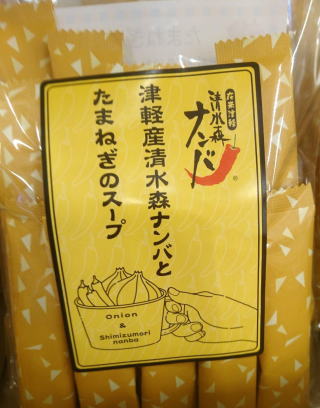 在来津軽
清水森
ナンバ
®
津軽産清水森ナンバと
たまねぎのスープ
Onion
&
Shimizumori
nanba